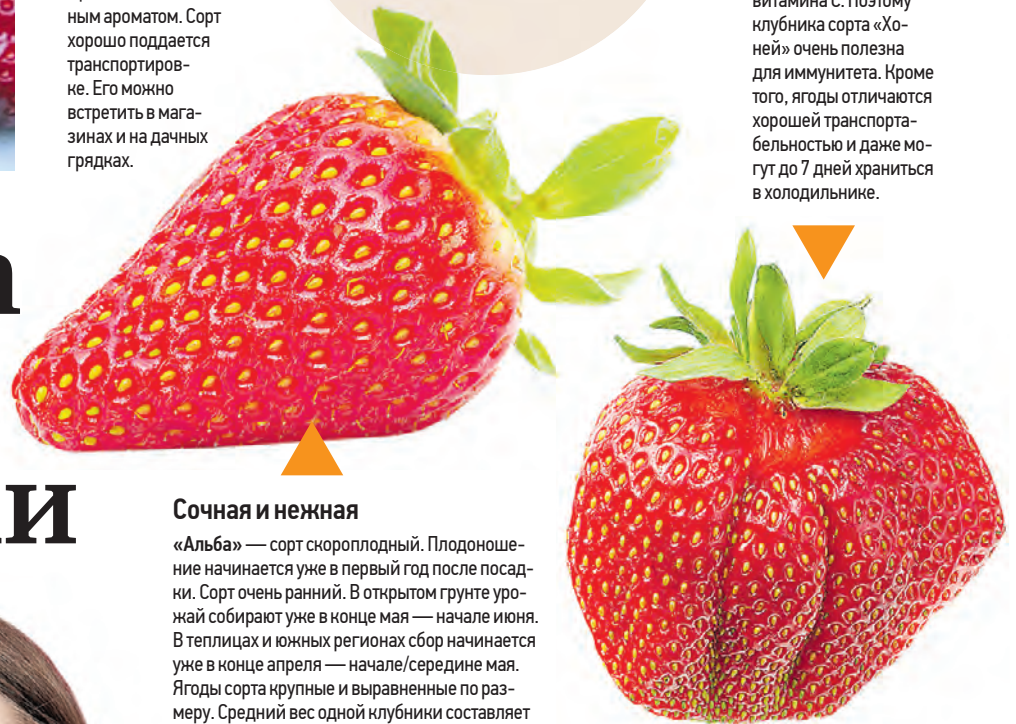 ным ароматом. Сорт
хорошо поддается
транспортиров-
ке. Его можно
встретить в мага-
зинах и на дачных
грядках.
витамина С. Поэтому
клубника сорта «Хо-
ней» очень полезна
для иммунитета. Кроме
того, ягоды отличаются
хорошей транспорта-
бельностью и даже мо-
гут до 7 дней храниться
в холодильнике.
а
и
Сочная и нежная
«Альба» — сорт скороплодный. Плодоноше-
ние начинается уже в первый год после посад-
ки. Сорт очень ранний. В открытом грунте уро-
жай собирают уже в конце мая — начале июня.
В теплицах и южных регионах сбор начинается
уже в конце апреля — начале/середине мая.
Ягоды сорта крупные и выравненные по раз-
меру. Средний вес одной клубники составляет